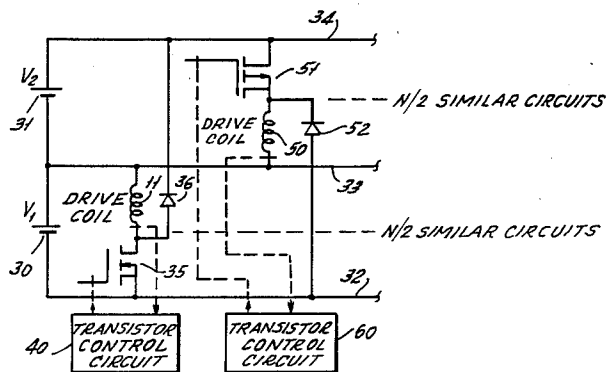 34
V2
31
51
N/2 SIMILAR CIRCUITS
52
DRIVE
COIL
50
33
11
36
DRIVE
COIL
V1
30
N/2 SIMILAR CIRCUITS
35
32
40
TRANSISTOR
CONTROL
CIRCUIT
TRANSISTOR
CONTROL
CIRCUIT
60